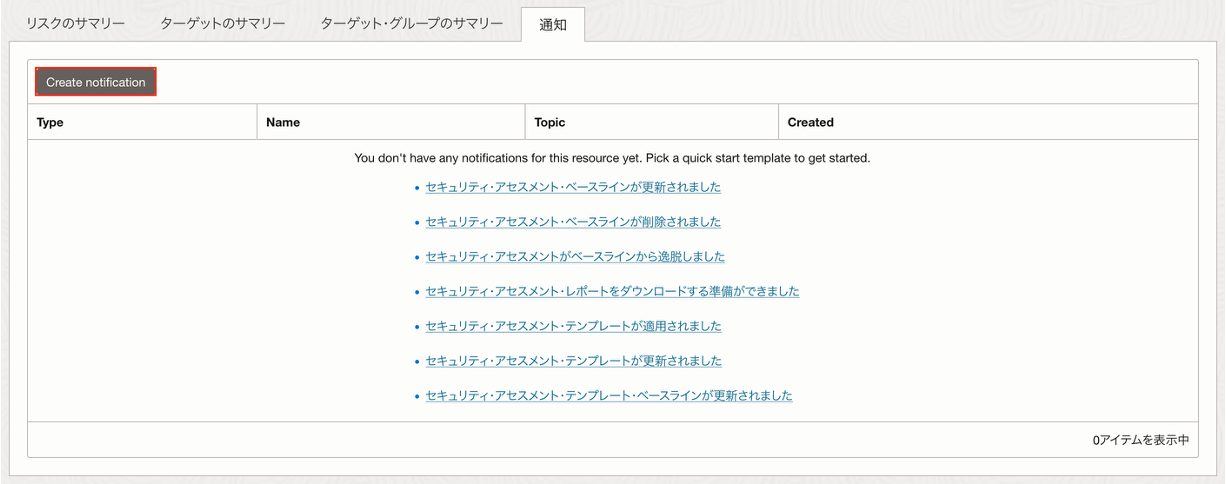 リスクのサマリー ターゲットのサマリー ターゲット・グループのサマリー 通知
Create notification
Type Name Topic Created
You don't have any notifications for this resource yet. Pick a quick start template to get started.
セキュリティ・アセスメント・ベースラインが更新されました
セキュリティ・アセスメント・ベースラインが削除されました
セキュリティ・アセスメントがベースラインから逸脱しました
セキュリティ・アセスメント・レポートをダウンロードする準備ができました
セキュリティ・アセスメント・テンプレートが適用されました
セキュリティ・アセスメント・テンプレートが更新されました
セキュリティ・アセスメント・テンプレート・ベースラインが更新されました
0アイテムを表示中